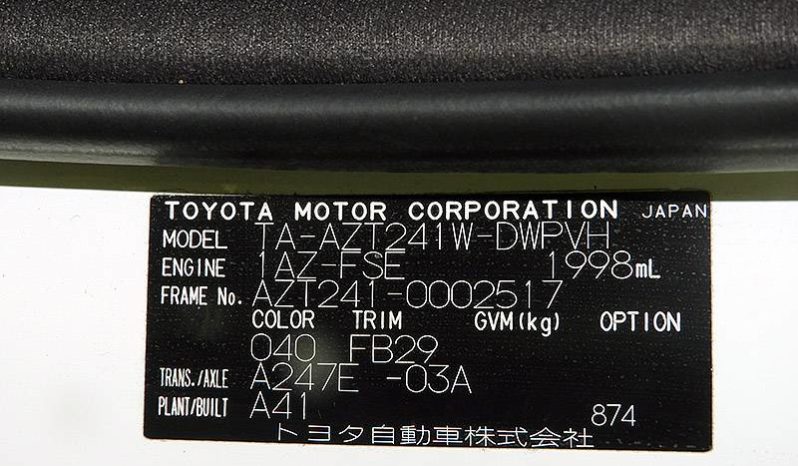 TOYOTA MOTOR CORPORATION JAPAN
MODEL TA-AZT241W-DWPVH
ENGINE 1AZ-FSE 1998mL
FRAME No. AZT241-0002517
COLOR TRIM GVM(kg) OPTION
040 FB29
TRANS./AXLE A247E -03A
PLANT/BUILT A41 874
トヨタ自動車株式会社